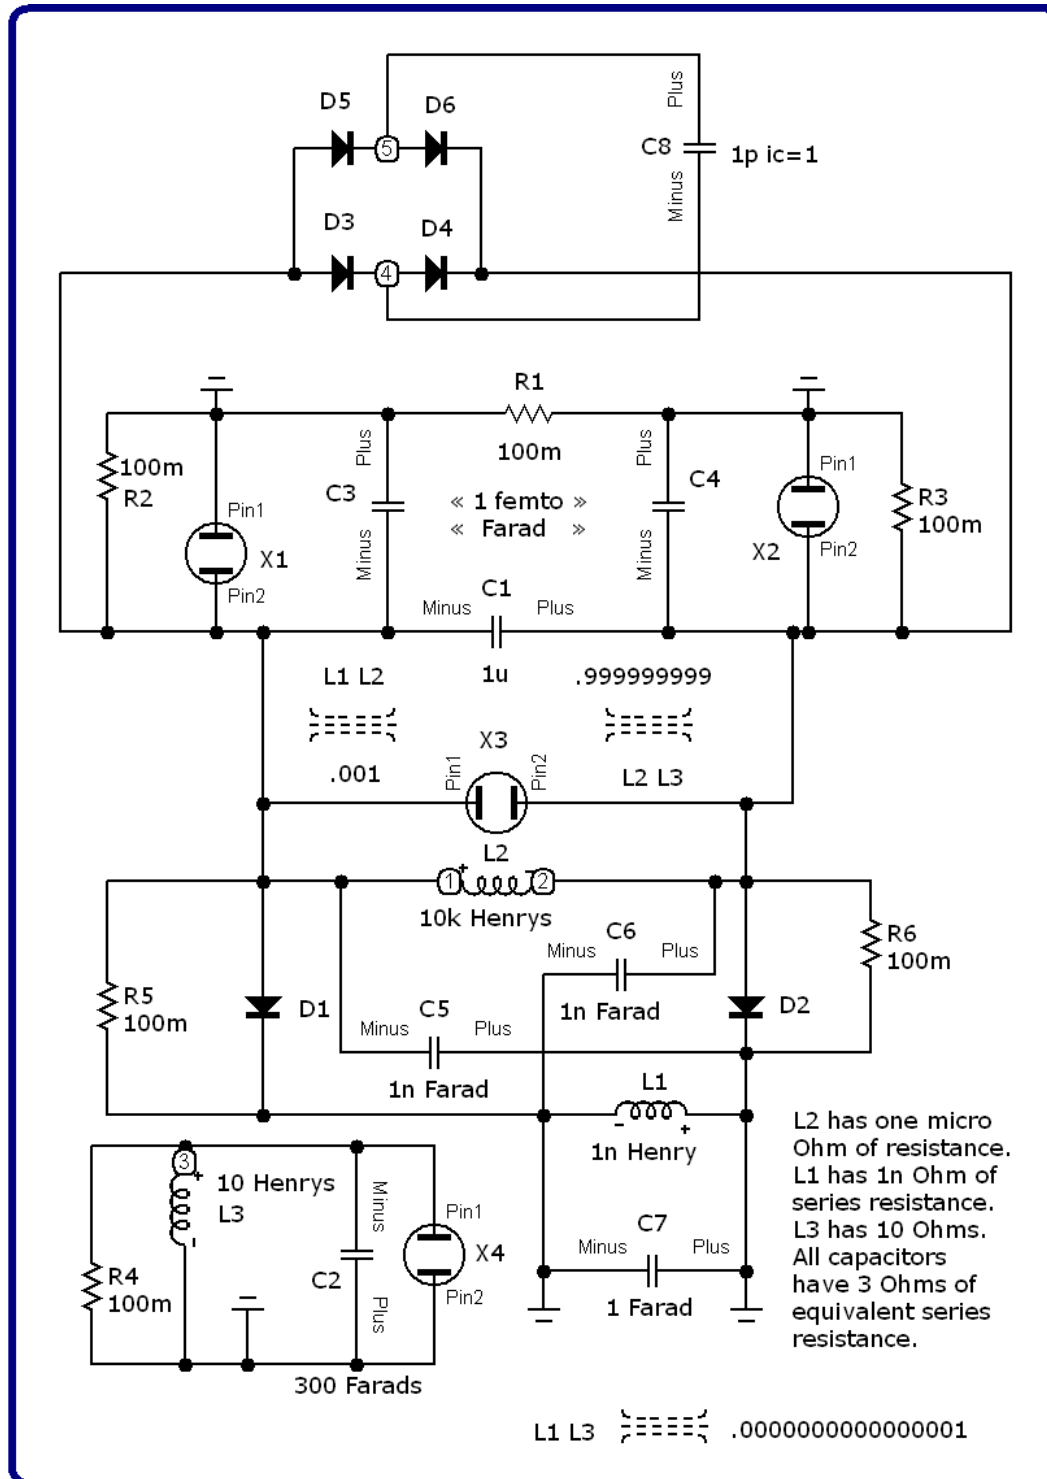 D5
D6
5
Plus
C8
1p ic=1
Minus
D3
D4
4
R1
100m
100m
R2
Pin1
X1
Pin2
Plus
C3
Minus
« 1 femto »
« Farad »
Plus
C4
Minus
Pin1
X2
Pin2
R3
100m
C1
Minus
Plus
1u
L1 L2
.001
.999999999
L2 L3
X3
Pin1
Pin2
L2
1
+
-
2
10k Henrys
C6
Minus
Plus
1n Farad
R6
100m
R5
100m
D1
D2
C5
Minus
Plus
1n Farad
L1
-
+
1n Henry
L2 has one micro
Ohm of resistance.
L1 has 1n Ohm of
series resistance.
L3 has 10 Ohms.
All capacitors
have 3 Ohms of
equivalent series
resistance.
3
+
10 Henrys
L3
-
Minus
C2
Plus
Pin1
X4
Pin2
R4
100m
300 Farads
C7
Minus
Plus
1 Farad
L1 L3
.0000000000000001